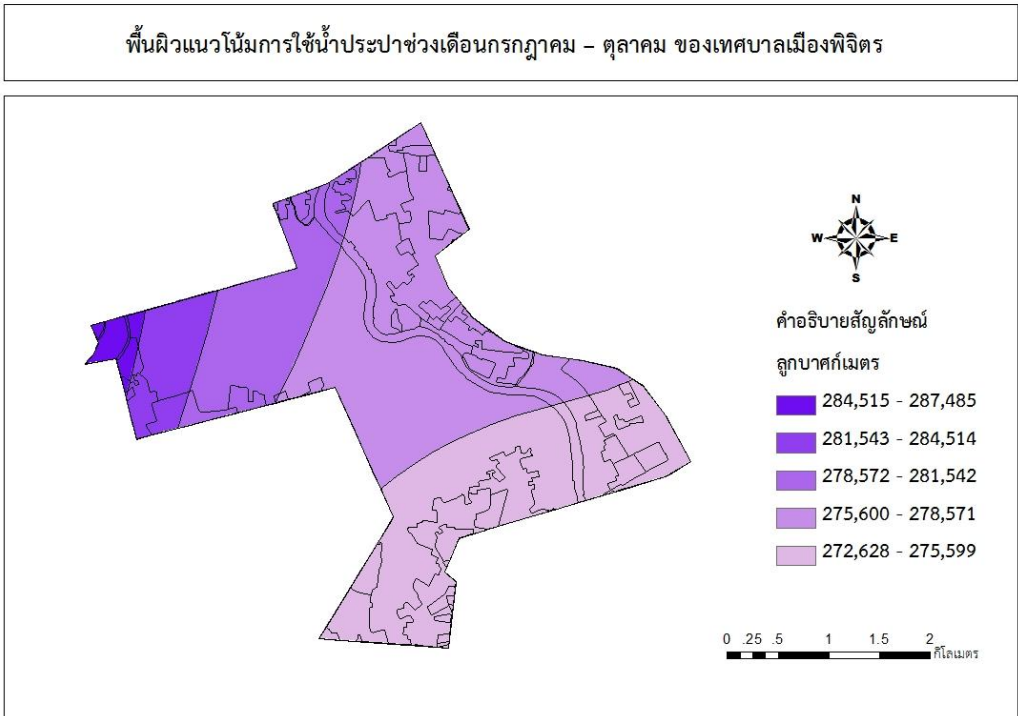 พื้นผิวแนวโน้มการใช้น้ำประปาช่วงเดือนกรกฎาคม – ตุลาคม ของเทศบาลเมืองพิจิตร
N
W E
S
คำอธิบายสัญลักษณ์
ลูกบาศก์เมตร
284,515 - 287,485
281,543 - 284,514
278,572 - 281,542
275,600 - 278,571
272,628 - 275,599
0 .25 .5 1 1.5 2
กิโลเมตร